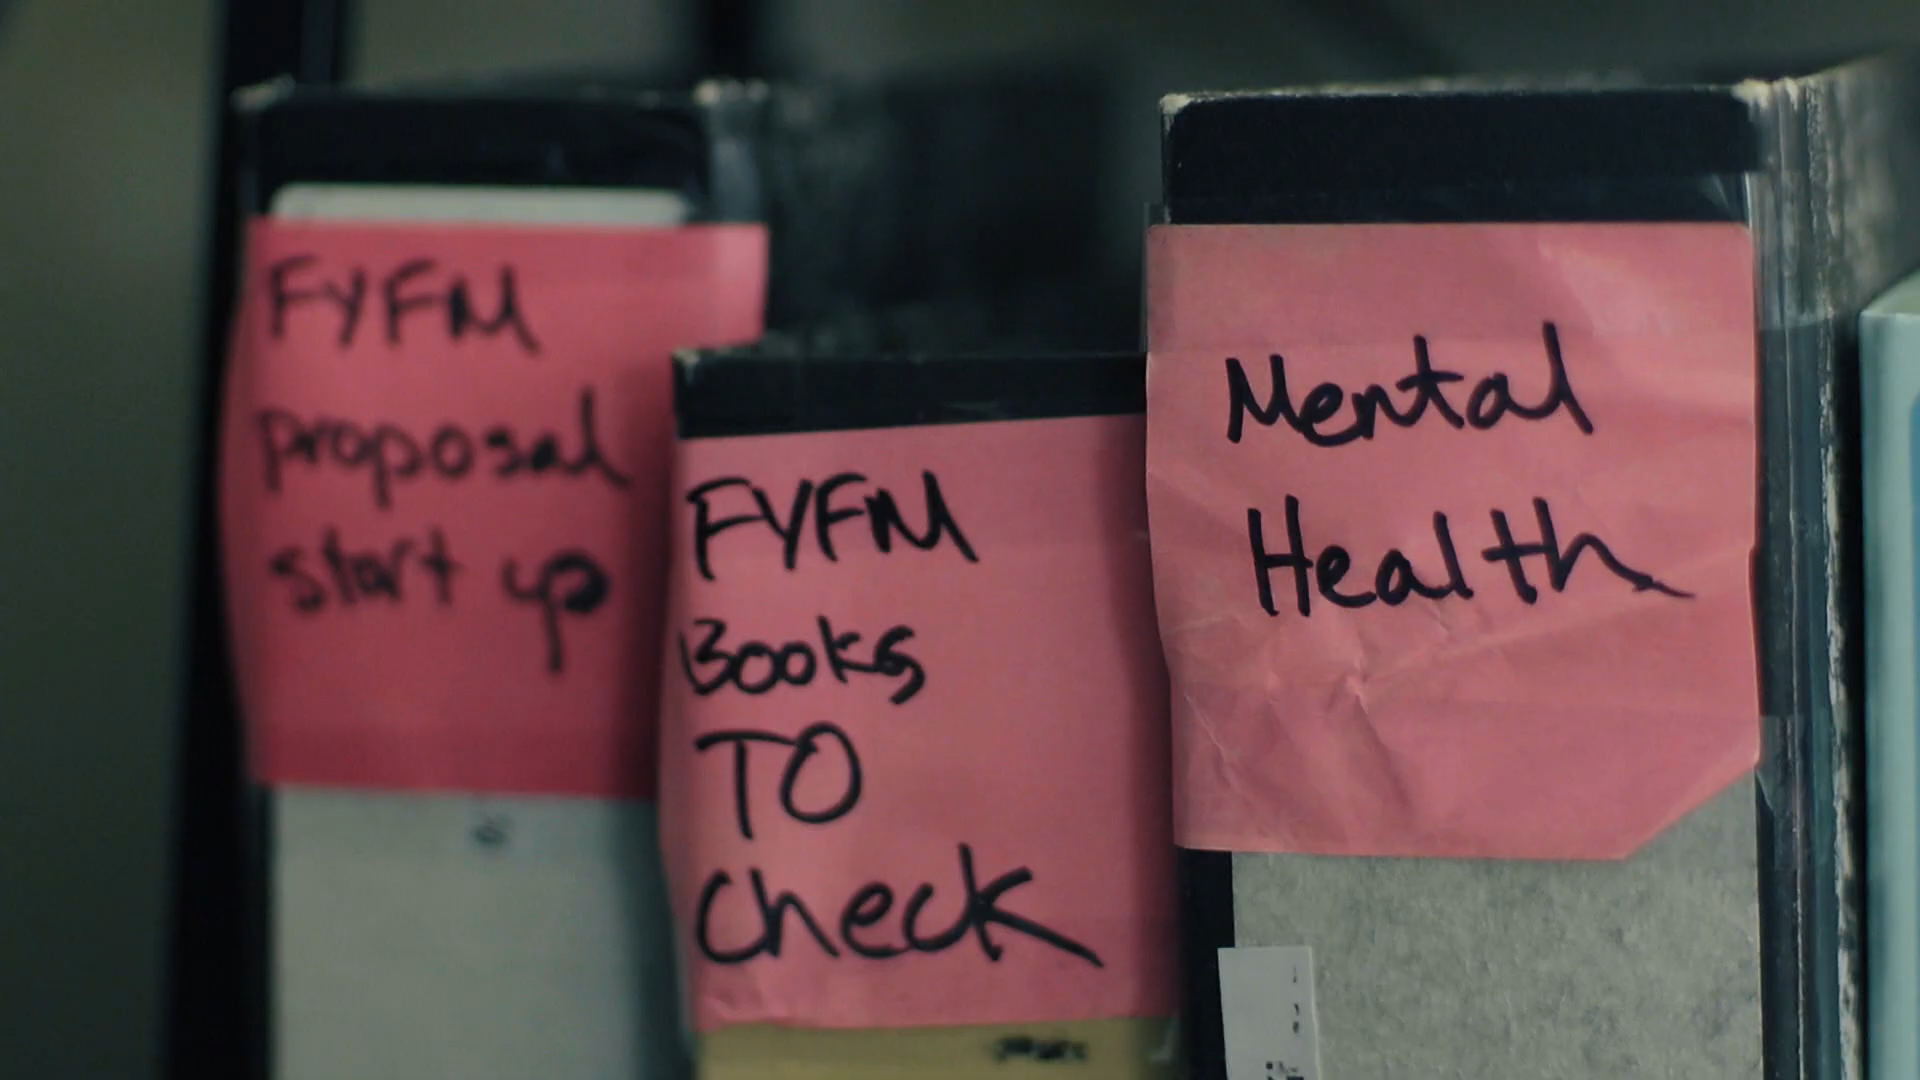 FYFM
proposal
start up
FYFM
Books
TO
Check
Mental
Health